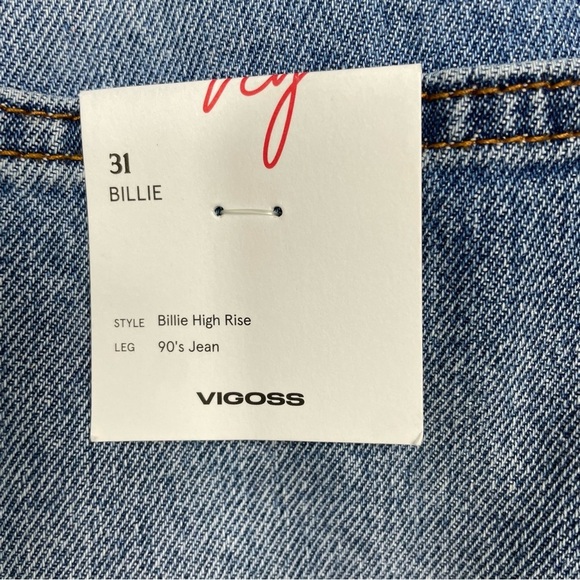 31
BILLIE
STYLE Billie High Rise
LEG 90's Jean
VIGOSS